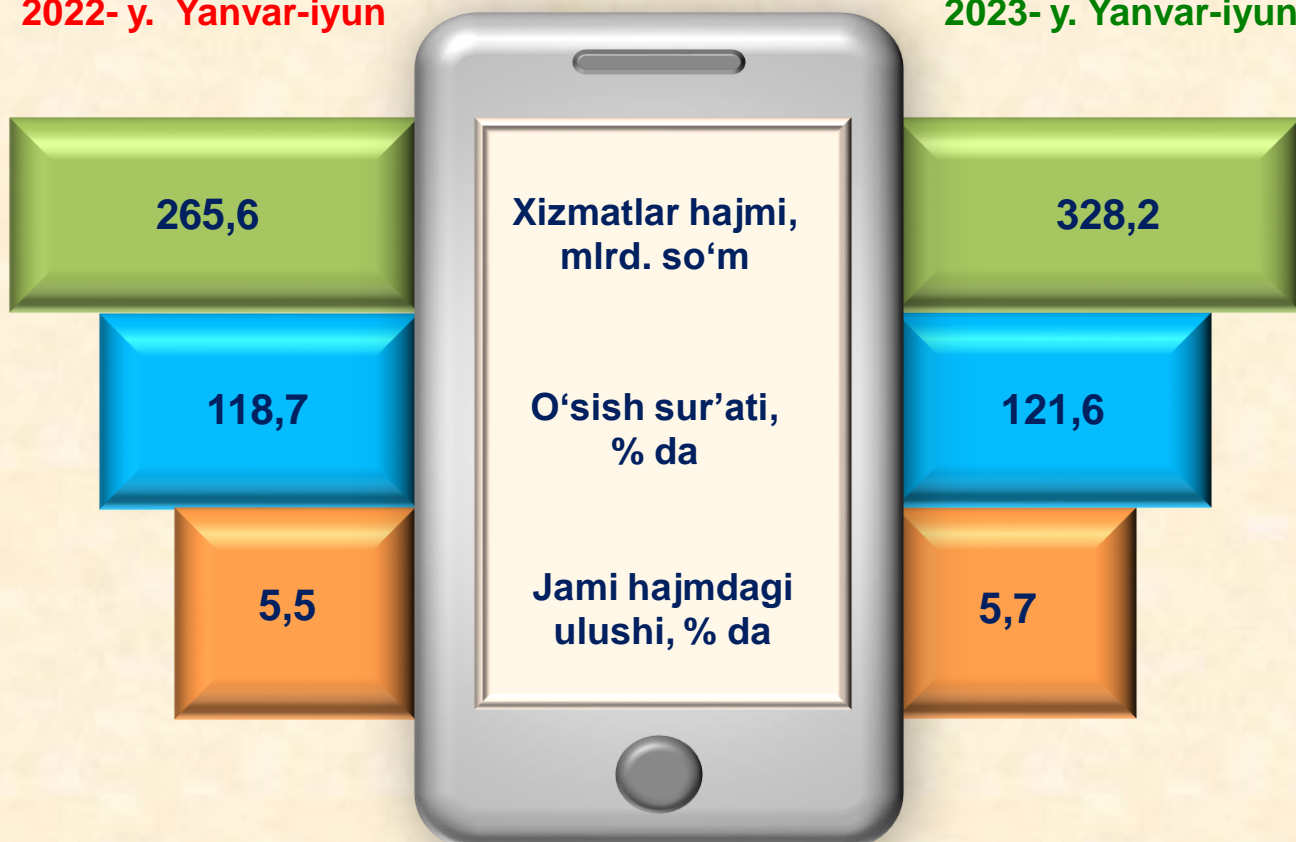 2022- y. Yanvar-iyun
2023- y. Yanvar-iyun
265,6
Xizmatlar hajmi,
mlrd. so‘m
328,2
118,7
O‘sish sur’ati,
% da
121,6
5,5
Jami hajmdagi
ulushi, % da
5,7